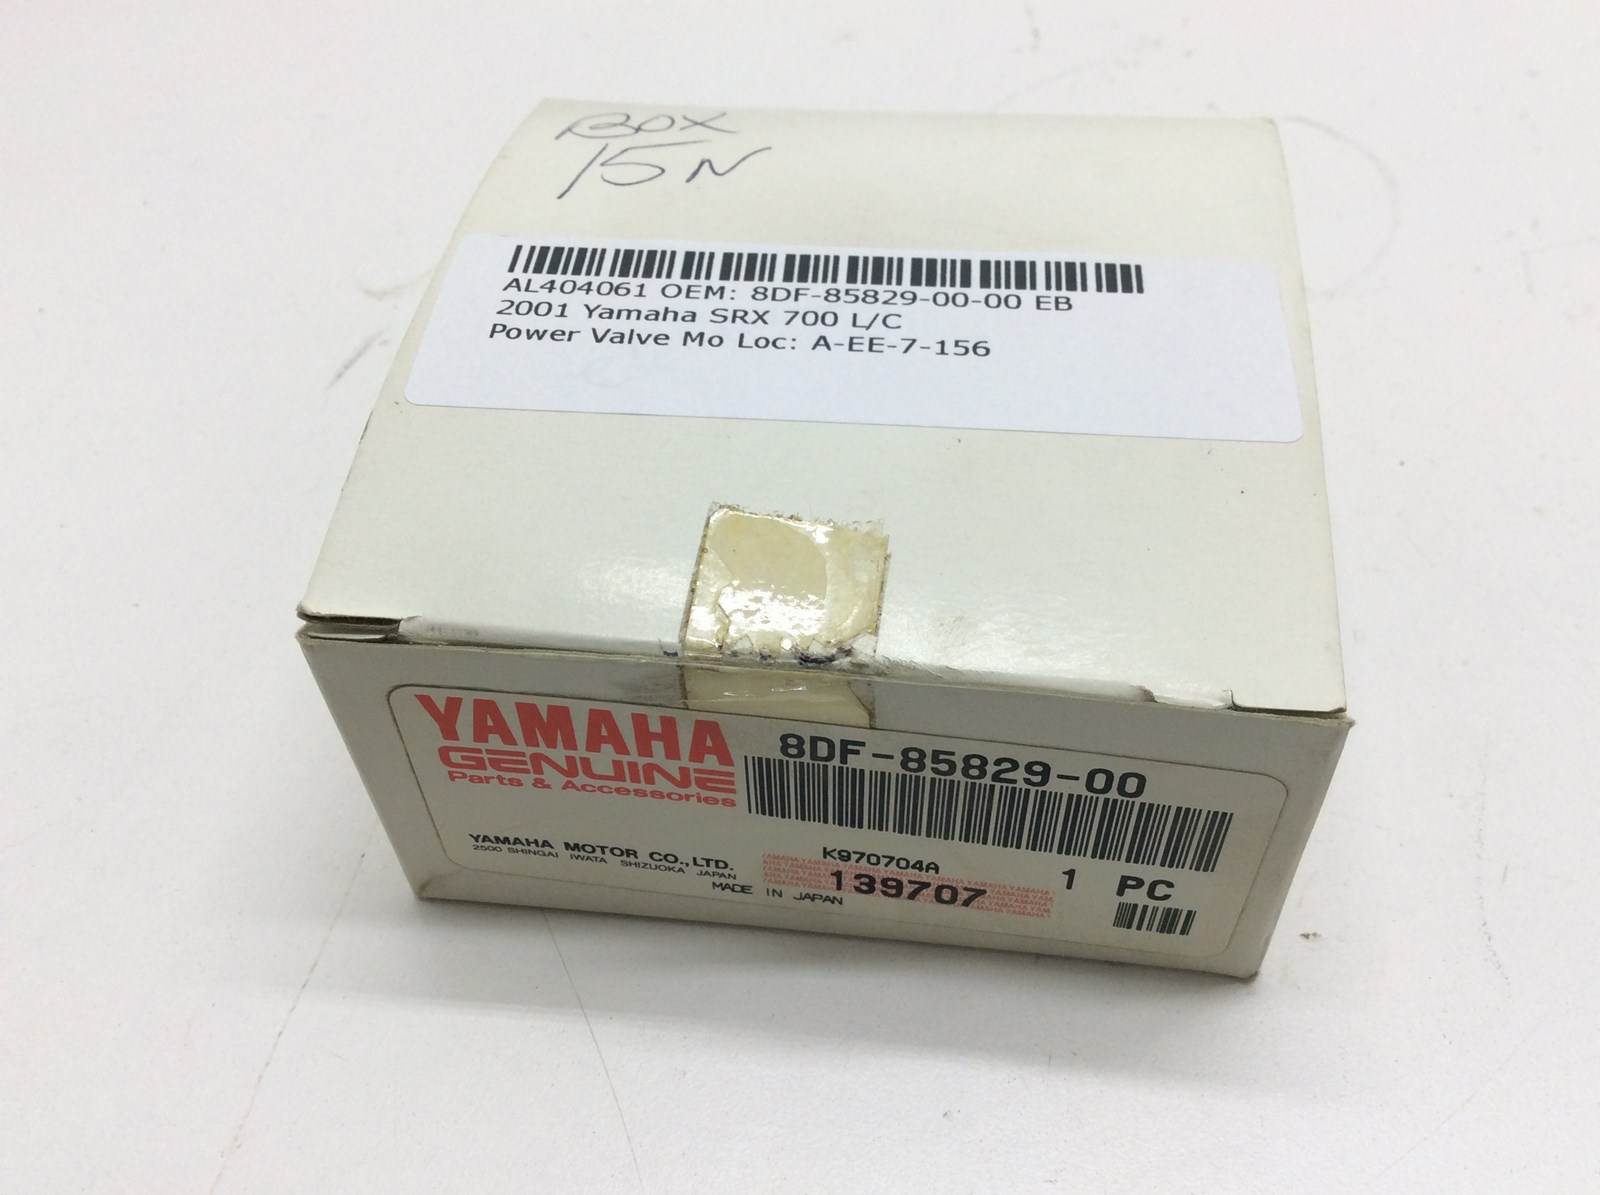 BOX
15N
AL404061 OEM: 8DF-85829-00-00 EB
2001 Yamaha SRX 700 L/C
Power Valve Mo Loc: A-EE-7-156
YAMAHA
GENUINE
Parts & Accessories
8DF-85829-00
YAMAHA MOTOR CO.,LTD.
2500 SHINGAI IWATA SHIZUOKA JAPAN
MADE IN JAPAN
K970704A
139707
1 PC